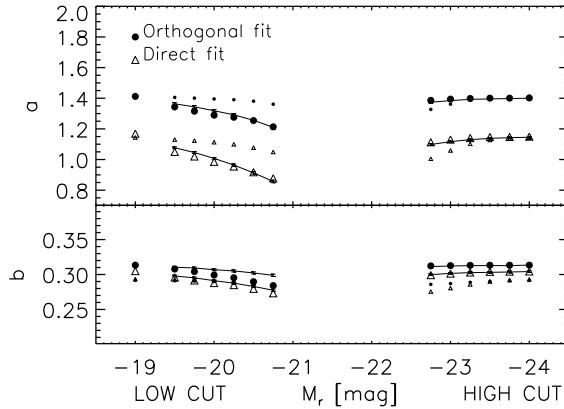 2.0
1.8
1.6
1.4
1.2
1.0
0.8
a
Orthogonal fit
Direct fit
0.35
0.30
0.25
b
−19 −20 −21 −22 −23 −24
LOW CUT M_r [mag] HIGH CUT